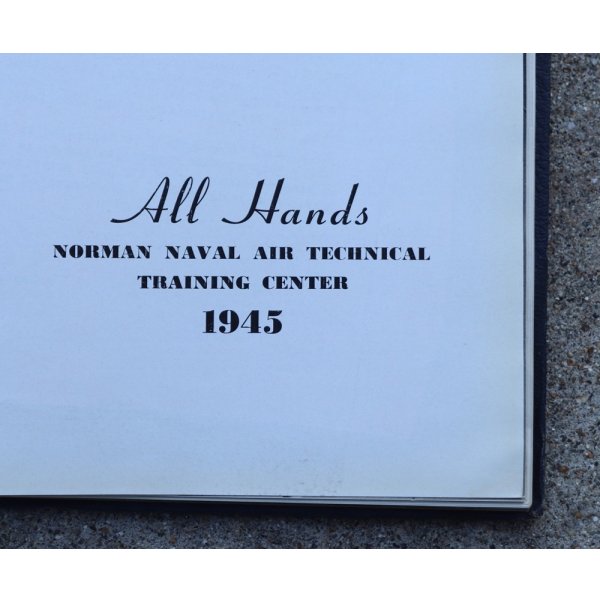 All Hands
NORMAN NAVAL AIR TECHNICAL
TRAINING CENTER
1945